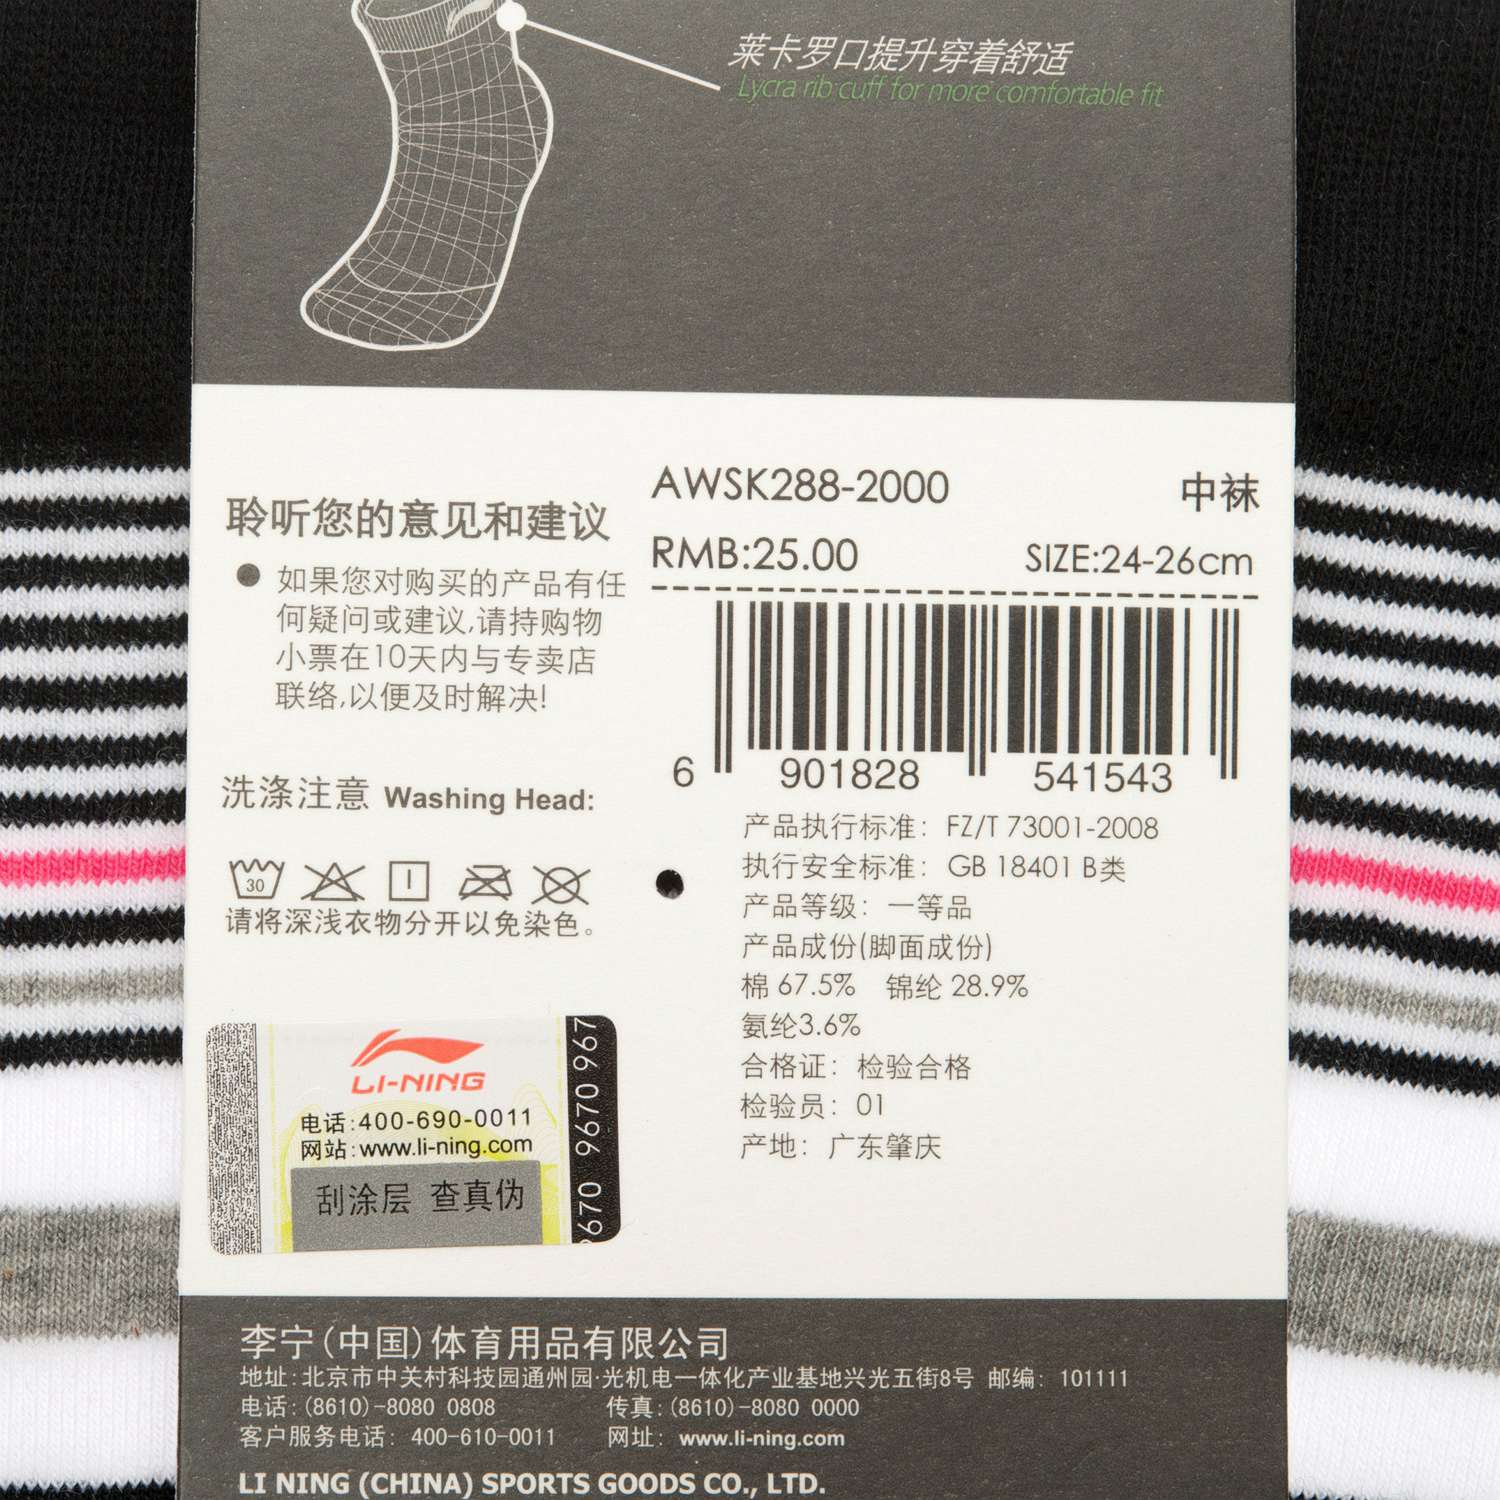 莱卡罗口提升穿着舒适
Lycra rib cuff for more comfortable fit
聆听您的意见和建议
● 如果您对购买的产品有任
何疑问或建议,请持购物
小票在10天内与专卖店
联络,以便及时解决!
洗涤注意 Washing Head:
30
请将深浅衣物分开以免染色。
AWSK288-2000 中袜
RMB:25.00 SIZE:24-26cm
6 901828 541543
产品执行标准: FZ/T 73001-2008
执行安全标准: GB 18401 B类
产品等级: 一等品
产品成份(脚面成份)
棉 67.5% 锦纶 28.9%
氨纶3.6%
合格证: 检验合格
检验员: 01
产地: 广东肇庆
LI-NING
电话:400-690-0011
网站:www.li-ning.com
刮涂层 查真伪
9670 9670 967
李宁(中国)体育用品有限公司
地址:北京市中关村科技园通州园·光机电一体化产业基地兴光五街8号 邮编: 101111
电话:(8610)-8080 0808 传真:(8610)-8080 0000
客户服务电话: 400-610-0011 网址: www.li-ning.com
LI NING (CHINA) SPORTS GOODS CO., LTD.